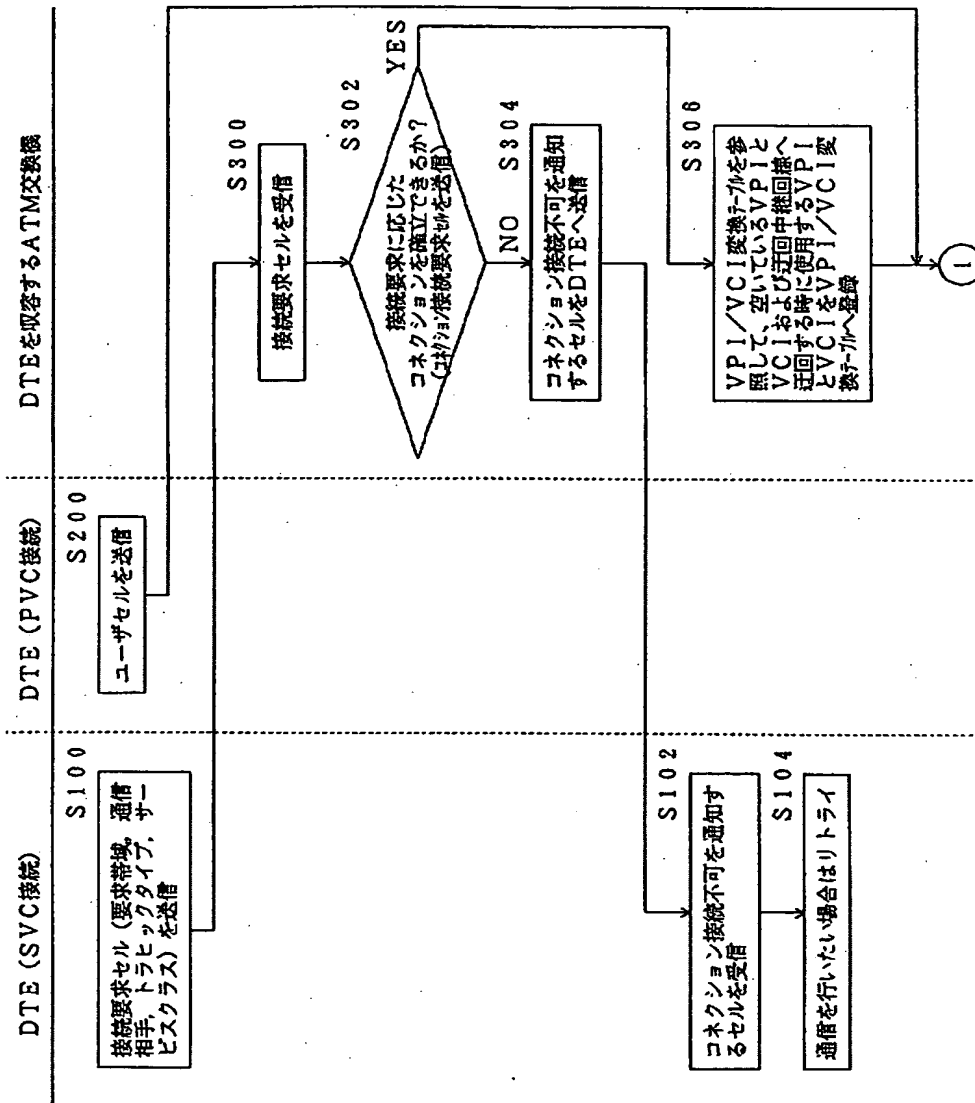 DTE(SVC接続)
DTE(PVC接続)
DTEを収容するATM交換機
S100
接続要求セル(要求帯域,通信
相手,トラヒックタイプ,サー
ビスクラス)を送信
S200
ユーザセルを送信
S300
接続要求セルを受信
S302
接続要求に応じた
コネクションを確立できるか?
(コネクション接続要求セルを送信)
YES
NO
S304
コネクション接続不可を通知
するセルをDTEへ送信
S102
コネクション接続不可を通知す
るセルを受信
S104
通信を行いたい場合はリトライ
S306
VPI/VCI変換テーブルを参
照して、空いているVPIと
VCIおよび迂回中継回線へ
迂回する時に使用するVPI
とVCIをVPI/VCI変
換テーブルへ登録
1